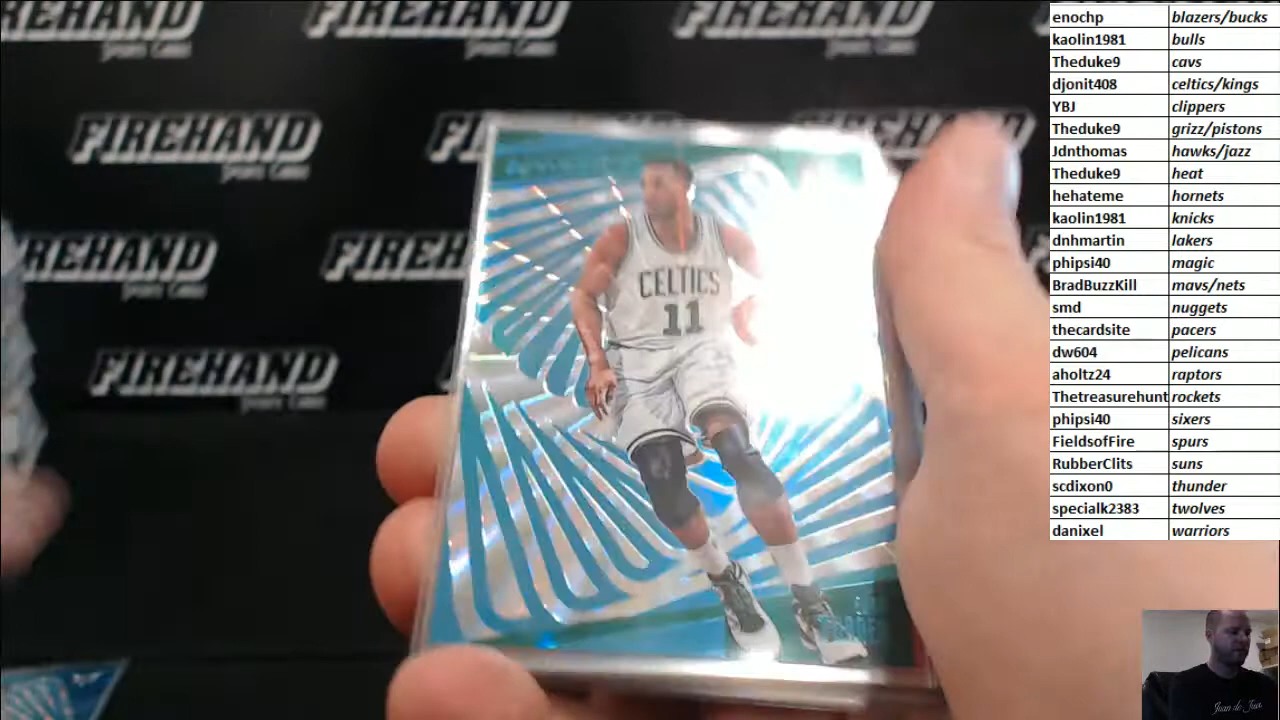 FIREHAND
Sports Cards
FIREHAND
FIREHAND
FIREHAND
FIREHAND
REHAND
FIREHAND
FIREHAND
CELTICS
11
enochp blazers/bucks
kaolin1981 bulls
Theduke9 cavs
djonit408 celtics/kings
YBJ clippers
Theduke9 grizz/pistons
Jdnthomas hawks/jazz
Theduke9 heat
hehateme hornets
kaolin1981 knicks
dnhmartin lakers
phipsi40 magic
BradBuzzKill mavs/nets
smd nuggets
thecardsite pacers
dw604 pelicans
aholtz24 raptors
Thetreasurehunt rockets
phipsi40 sixers
FieldsofFire spurs
RubberClits suns
scdixon0 thunder
specialk2383 twolves
danixel warriors